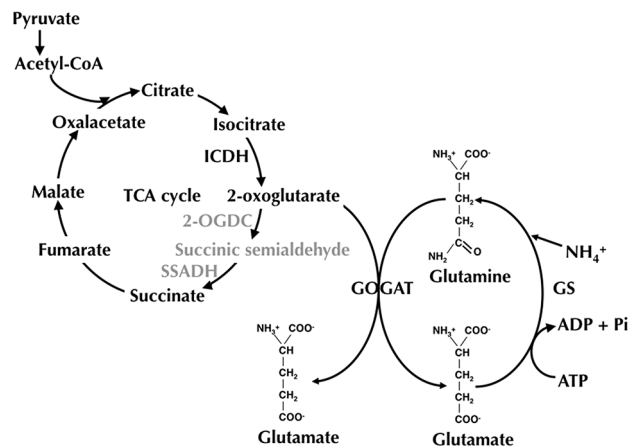 Pyruvate
Acetyl-CoA
Citrate
Oxalacetate
Isocitrate
ICDH
NH₃⁺ COO⁻
CH
CH₂
CH₂
C
NH₂ O
Glutamine
Malate
TCA cycle
2-oxoglutarate
2-OGDC
Fumarate
Succinic semialdehyde
SSADH
Succinate
NH₄⁺
GOGAT
GS
ADP + Pi
ATP
NH₃⁺ COO⁻
CH
CH₂
CH₂
COO⁻
Glutamate
NH₃⁺ COO⁻
CH
CH₂
CH₂
COO⁻
Glutamate